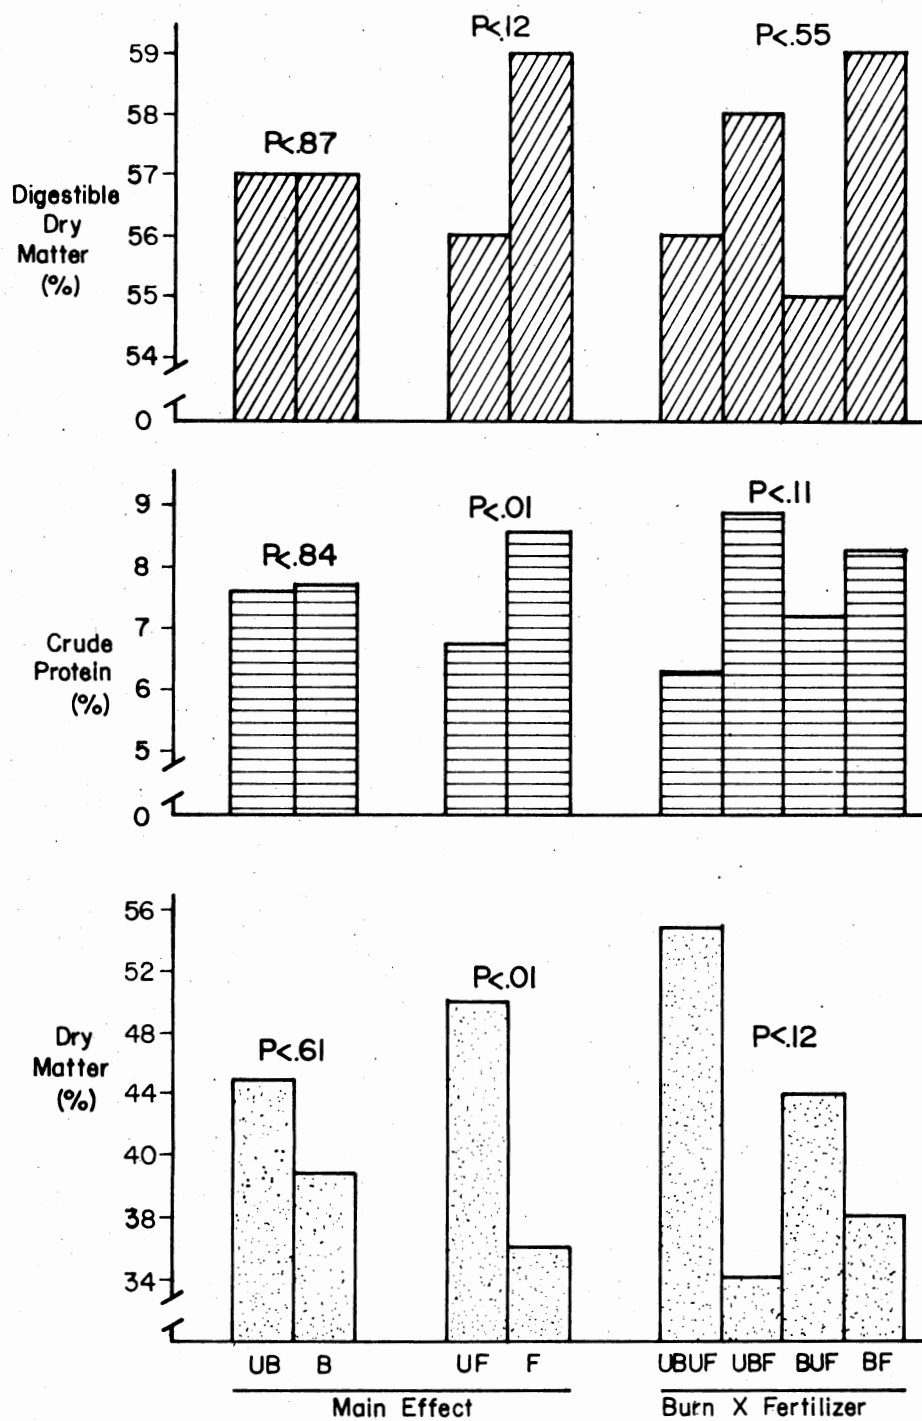 P<.12
P<.55
59
58
P<.87
57
Digestible
Dry
Matter
(%)
56
55
54
0
9
P<.11
P<.01
8
P<.84
7
Crude
Protein
(%)
6
5
0
56
52
P<.01
48
Dry
Matter
(%)
P<.61
P<.12
44
40
38
34
UB B UF F UBUF UBF BUF BF
Main Effect Burn X Fertilizer